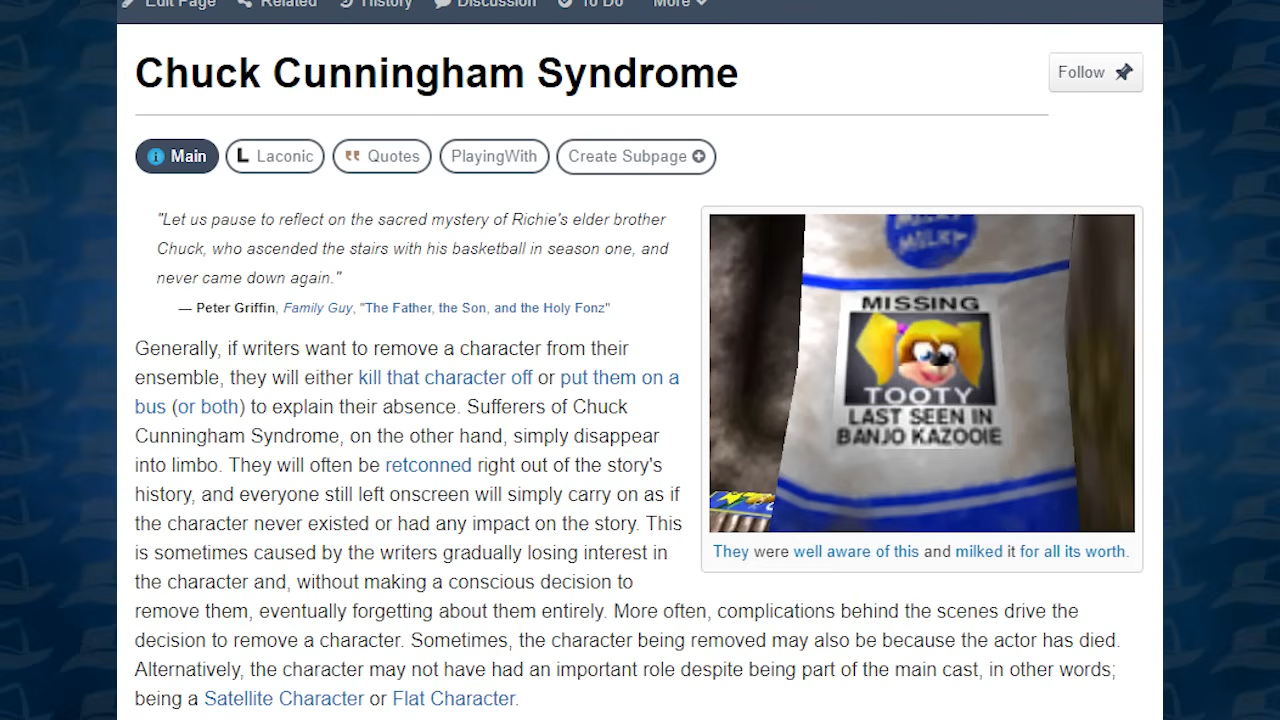 Edit Page Related History Discussion To Do More
Chuck Cunningham Syndrome
Follow
Main Laconic Quotes PlayingWith Create Subpage
"Let us pause to reflect on the sacred mystery of Richie's elder brother
Chuck, who ascended the stairs with his basketball in season one, and
never came down again."
— Peter Griffin, Family Guy, "The Father, the Son, and the Holy Fonz"
Generally, if writers want to remove a character from their
ensemble, they will either kill that character off or put them on a
bus (or both) to explain their absence. Sufferers of Chuck
Cunningham Syndrome, on the other hand, simply disappear
into limbo. They will often be retconned right out of the story's
history, and everyone still left onscreen will simply carry on as if
the character never existed or had any impact on the story. This
is sometimes caused by the writers gradually losing interest in
the character and, without making a conscious decision to
remove them, eventually forgetting about them entirely. More often, complications behind the scenes drive the
decision to remove a character. Sometimes, the character being removed may also be because the actor has died.
Alternatively, the character may not have had an important role despite being part of the main cast, in other words;
being a Satellite Character or Flat Character.
MILKY
MISSING
TOOTY
LAST SEEN IN
BANJO KAZOOIE
They were well aware of this and milked it for all its worth.